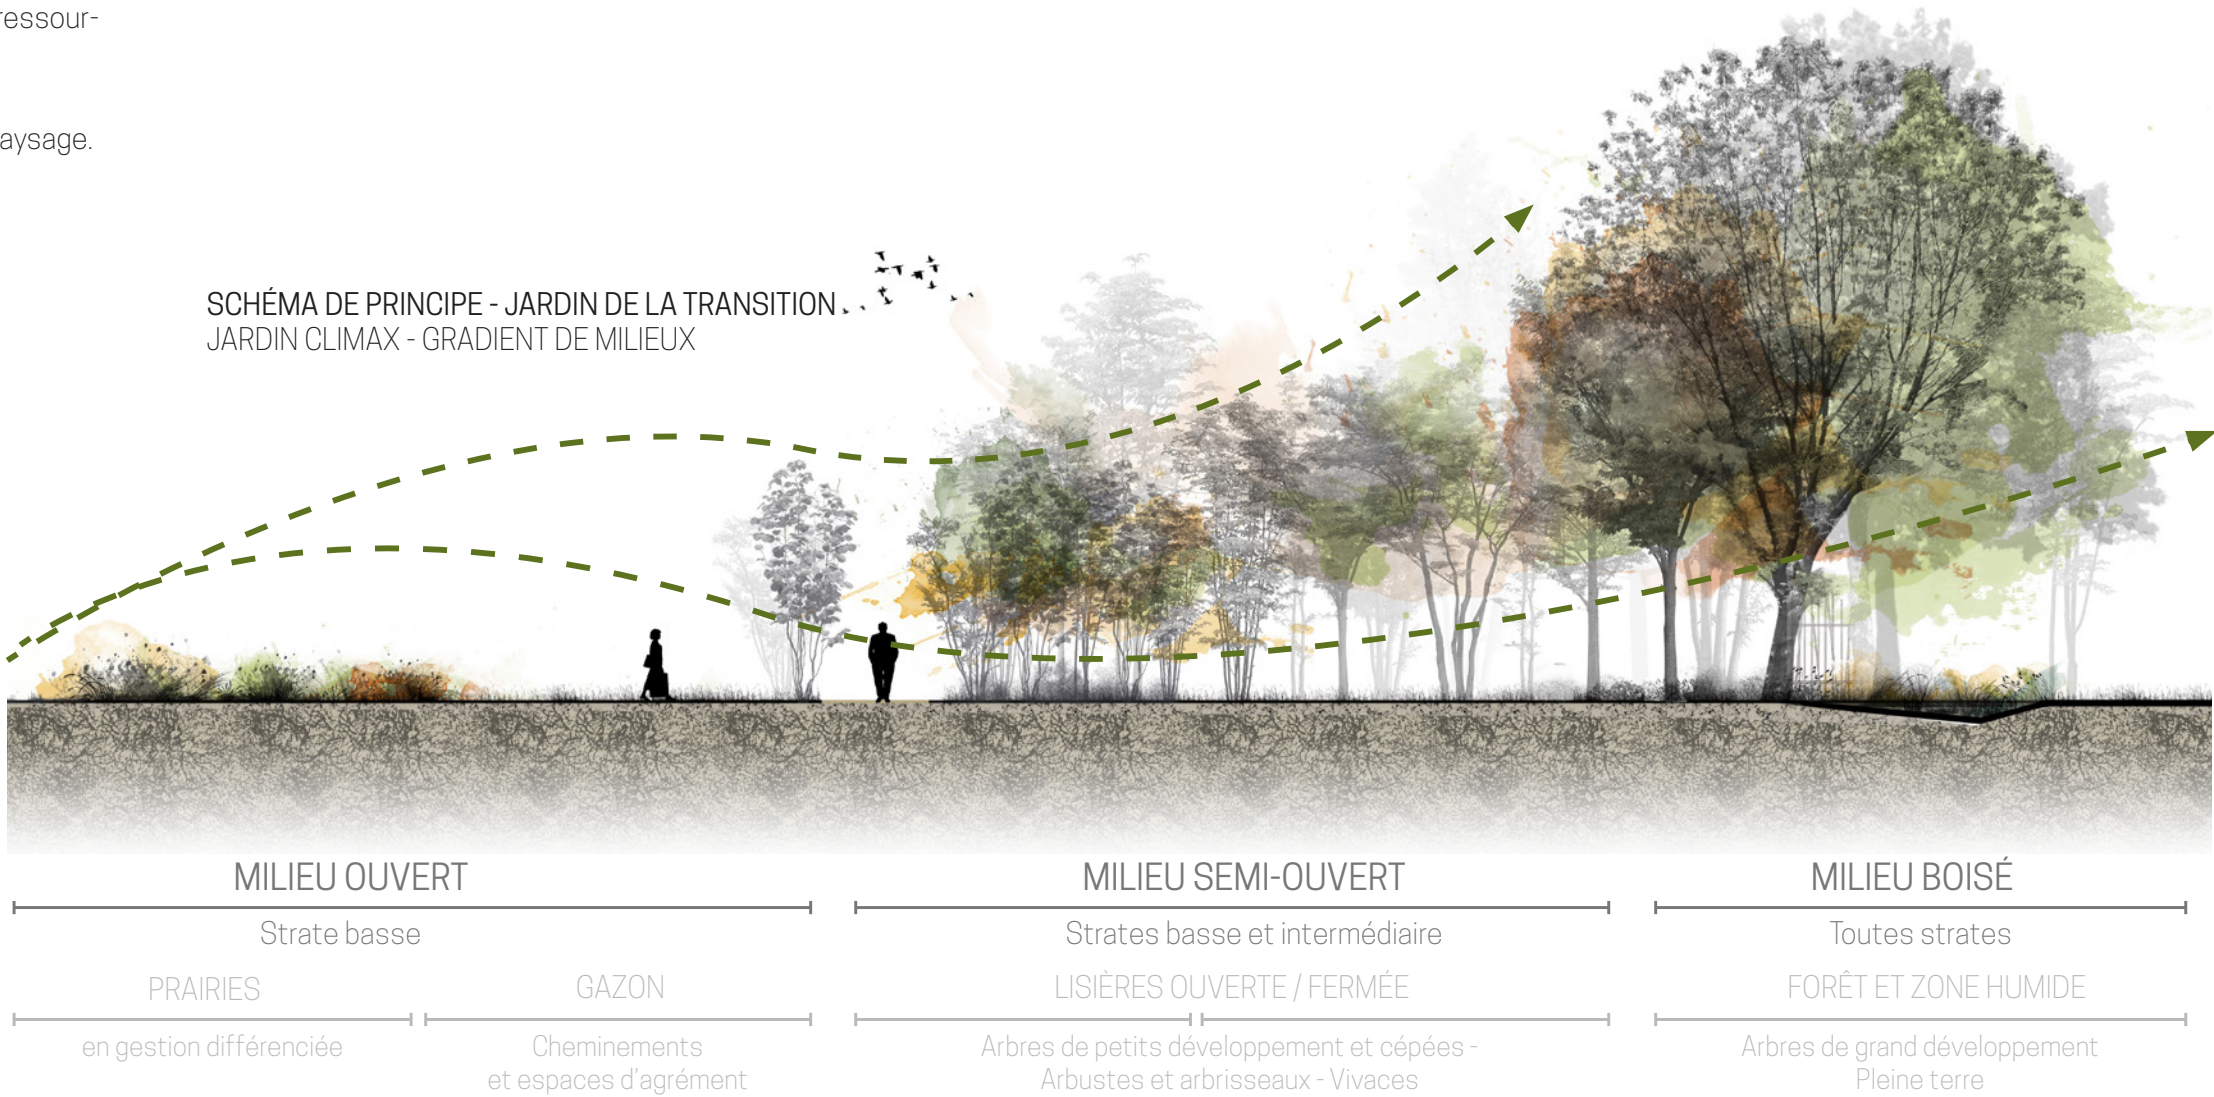 ressour-
aysage.
SCHÉMA DE PRINCIPE - JARDIN DE LA TRANSITION
JARDIN CLIMAX - GRADIENT DE MILIEUX
MILIEU OUVERT
Strate basse
PRAIRIES
en gestion différenciée
GAZON
Cheminements
et espaces d'agrément
MILIEU SEMI-OUVERT
Strates basse et intermédiaire
LISIÈRES OUVERTE / FERMÉE
Arbres de petits développement et cépées -
Arbustes et arbrisseaux - Vivaces
MILIEU BOISÉ
Toutes strates
FORÊT ET ZONE HUMIDE
Arbres de grand développement
Pleine terre